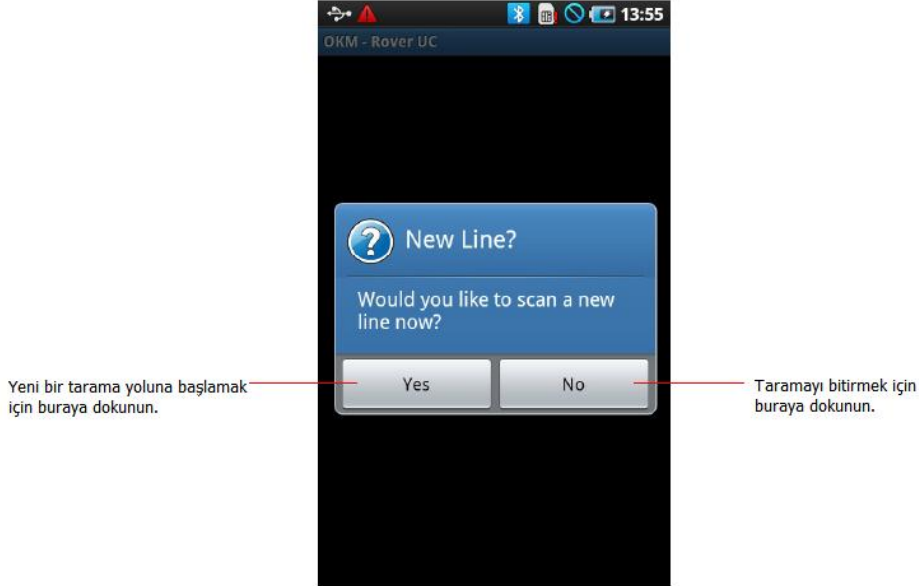 13:55
OKM - Rover UC
New Line?
Would you like to scan a new
line now?
Yeni bir tarama yoluna başlamak
için buraya dokunun.
Yes
No
Taramayı bitirmek için
buraya dokunun.